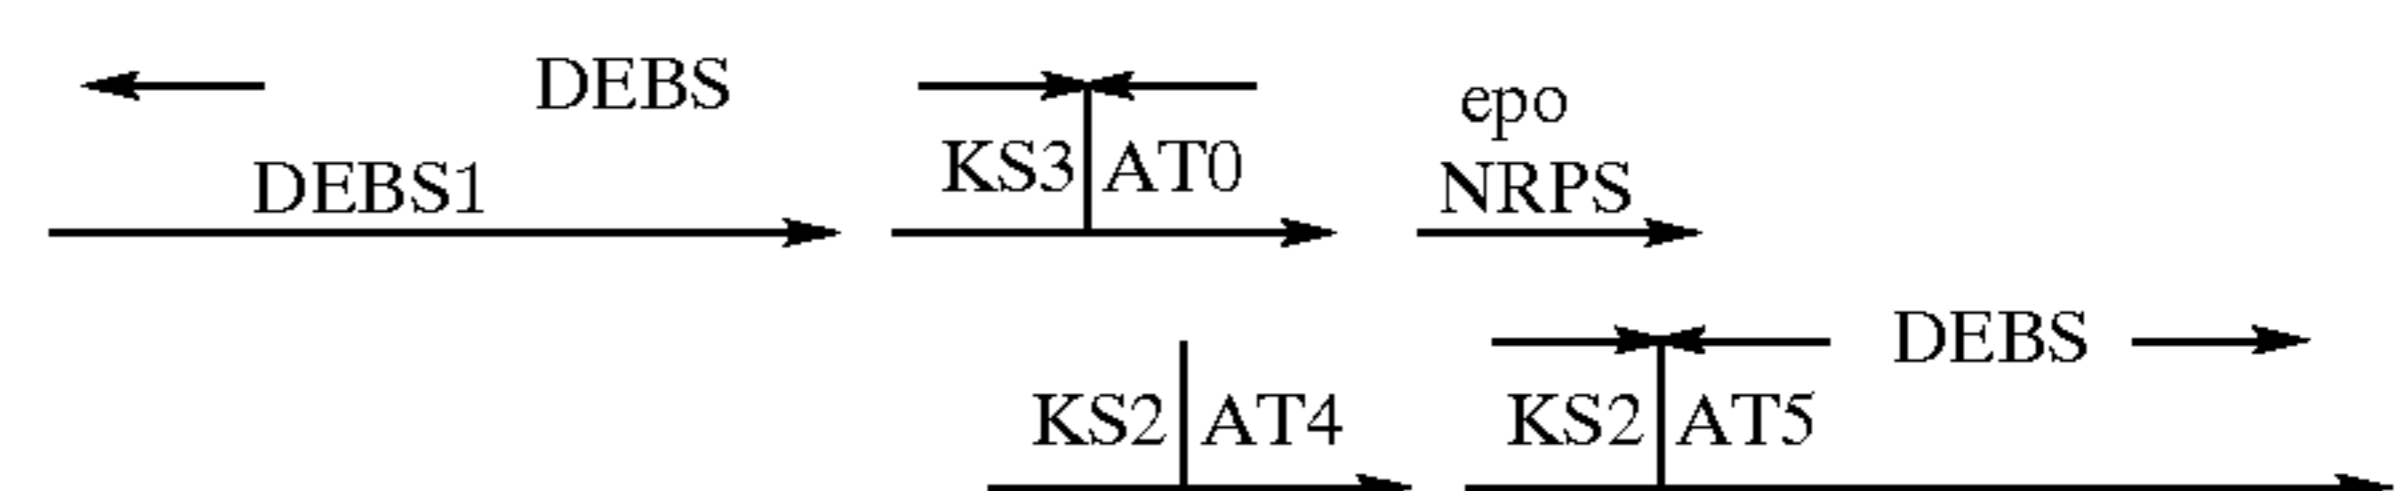 DEBS
DEBS1
KS3 AT0
epo
NRPS
DEBS
KS2 AT4
KS2 AT5